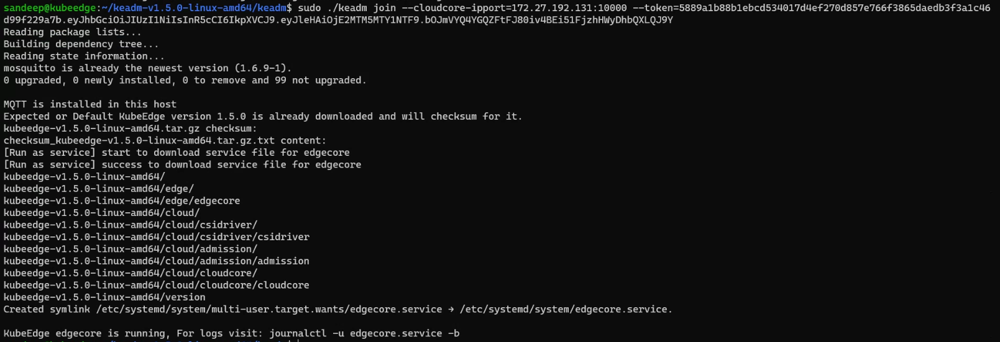 sandeep@kubeedge:~/keadm-v1.5.0-linux-amd64/keadm$ sudo ./keadm join --cloudcore-ipport=172.27.192.131:10000 --token=5889a1b88b1ebcd534017d4ef270d857e766f3865daedb3f3a1c46
d99f229a7b.eyJhbGciOiJIUzI1NiIsInR5cCI6IkpXVCJ9.eyJleHAiOjE2MTM5MTY1NTF9.bOJmVYQ4YGQZFtFJ80iv4BEi51FjzhHWyDhbQXLQJ9Y
Reading package lists...
Building dependency tree...
Reading state information...
mosquitto is already the newest version (1.6.9-1).
0 upgraded, 0 newly installed, 0 to remove and 99 not upgraded.
MQTT is installed in this host
Expected or Default KubeEdge version 1.5.0 is already downloaded and will checksum for it.
kubeedge-v1.5.0-linux-amd64.tar.gz checksum:
checksum_kubeedge-v1.5.0-linux-amd64.tar.gz.txt content:
[Run as service] start to download service file for edgecore
[Run as service] success to download service file for edgecore
kubeedge-v1.5.0-linux-amd64/
kubeedge-v1.5.0-linux-amd64/edge/
kubeedge-v1.5.0-linux-amd64/edge/edgecore
kubeedge-v1.5.0-linux-amd64/cloud/
kubeedge-v1.5.0-linux-amd64/cloud/csidriver/
kubeedge-v1.5.0-linux-amd64/cloud/csidriver/csidriver
kubeedge-v1.5.0-linux-amd64/cloud/admission/
kubeedge-v1.5.0-linux-amd64/cloud/admission/admission
kubeedge-v1.5.0-linux-amd64/cloud/cloudcore/
kubeedge-v1.5.0-linux-amd64/cloud/cloudcore/cloudcore
kubeedge-v1.5.0-linux-amd64/version
Created symlink /etc/systemd/system/multi-user.target.wants/edgecore.service → /etc/systemd/system/edgecore.service.
KubeEdge edgecore is running, For logs visit: journalctl -u edgecore.service -b